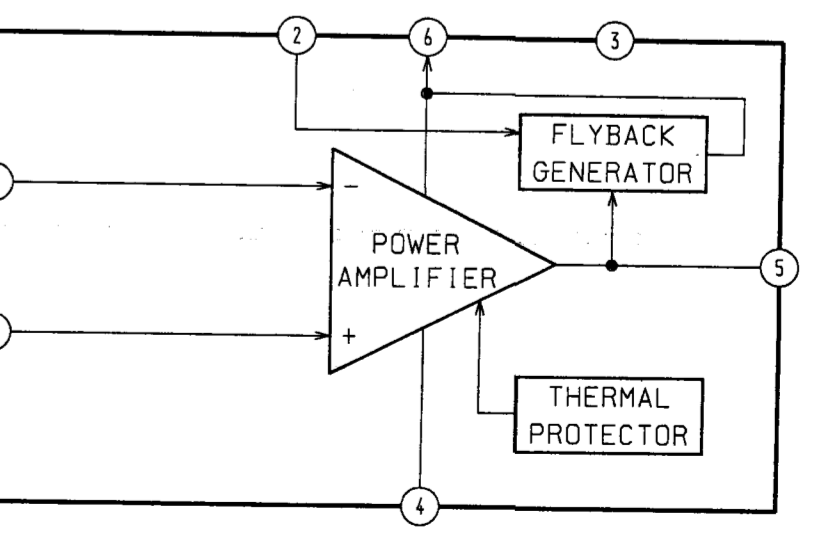 2 6 3
FLYBACK
GENERATOR
−
POWER
AMPLIFIER
5
+
THERMAL
PROTECTOR
4